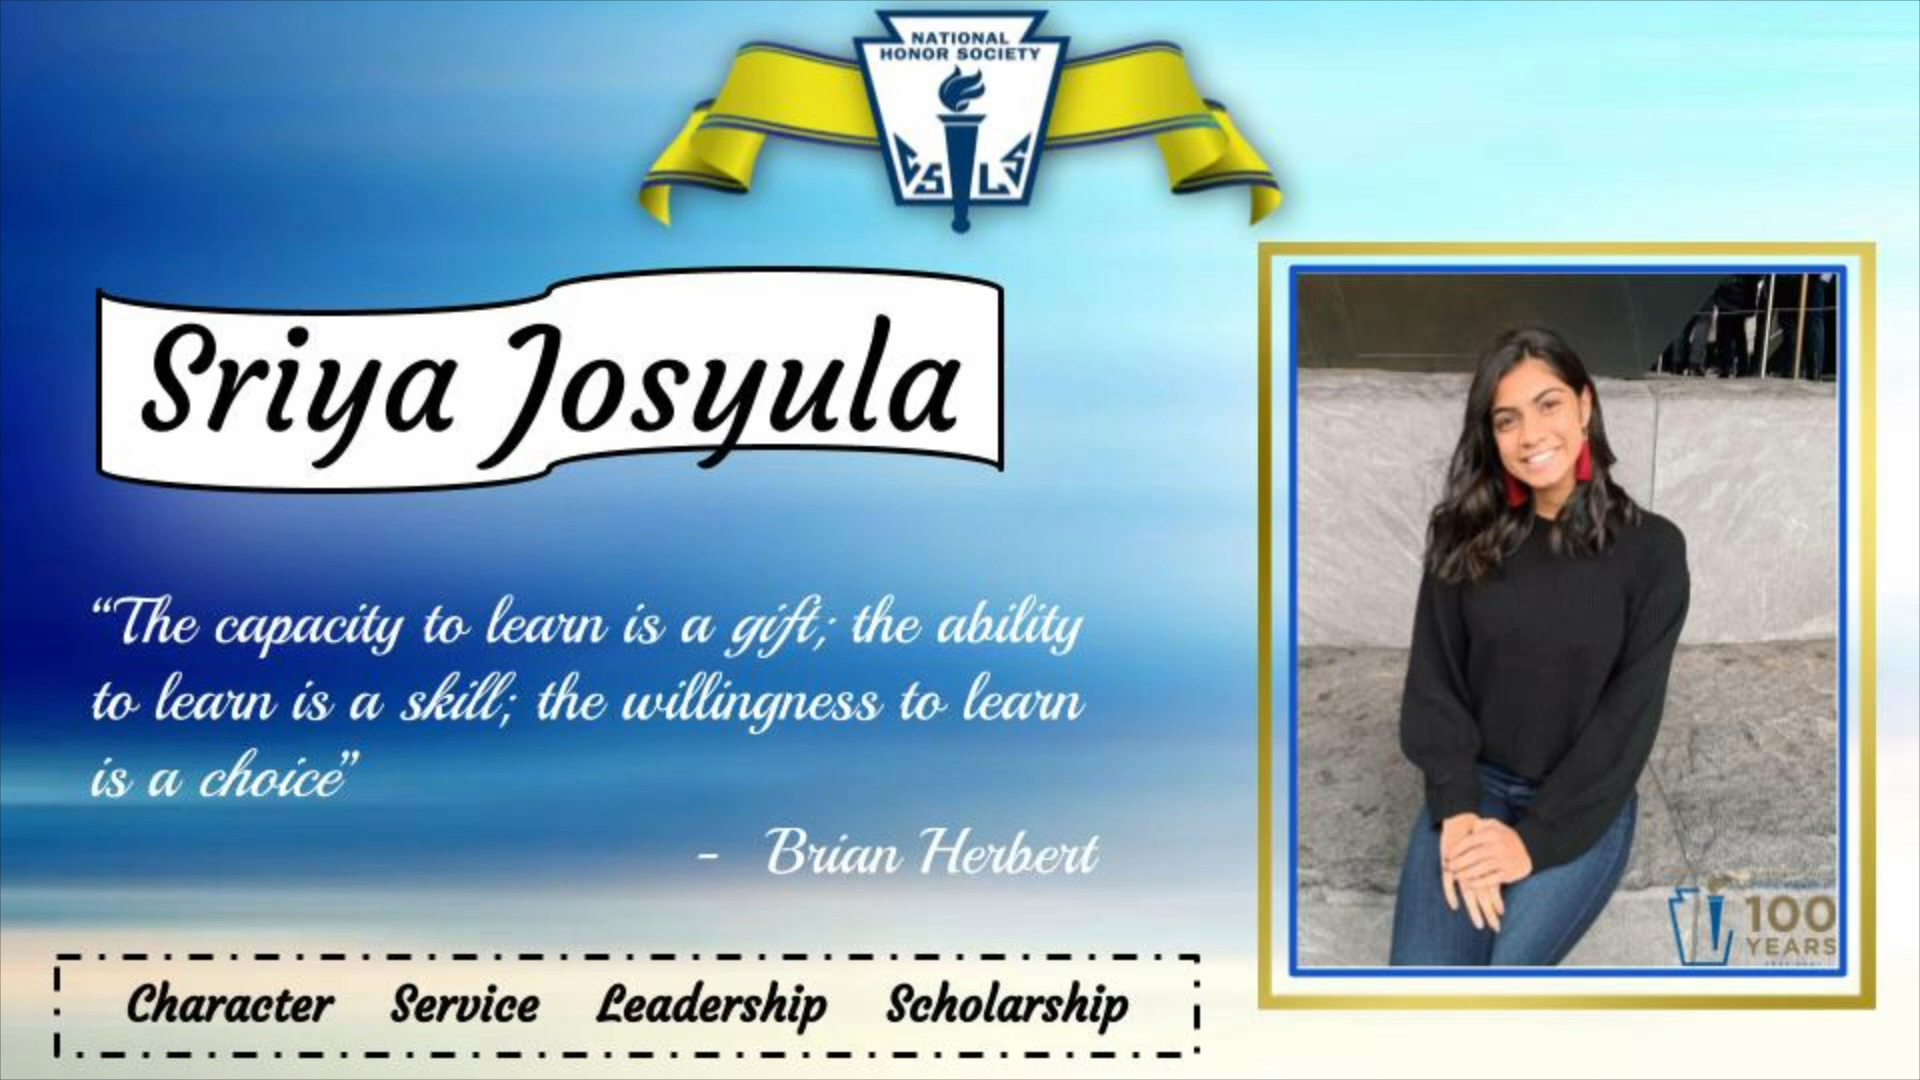 NATIONAL
HONOR SOCIETY
C S L S
Sriya Josyula
“The capacity to learn is a gift; the ability
to learn is a skill; the willingness to learn
is a choice”
- Brian Herbert
100
YEARS
Character Service Leadership Scholarship